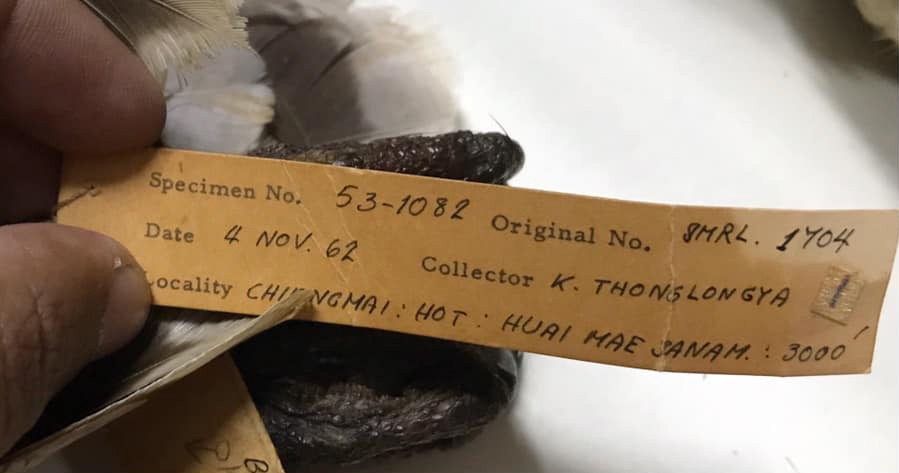 Specimen No. 53-1082 Original No. SMRL. 1704
Date 4 NOV. 62 Collector K. THONGLONGYA
Locality CHIENGMAI : HOT : HUAI MAE SANAM. : 3000'